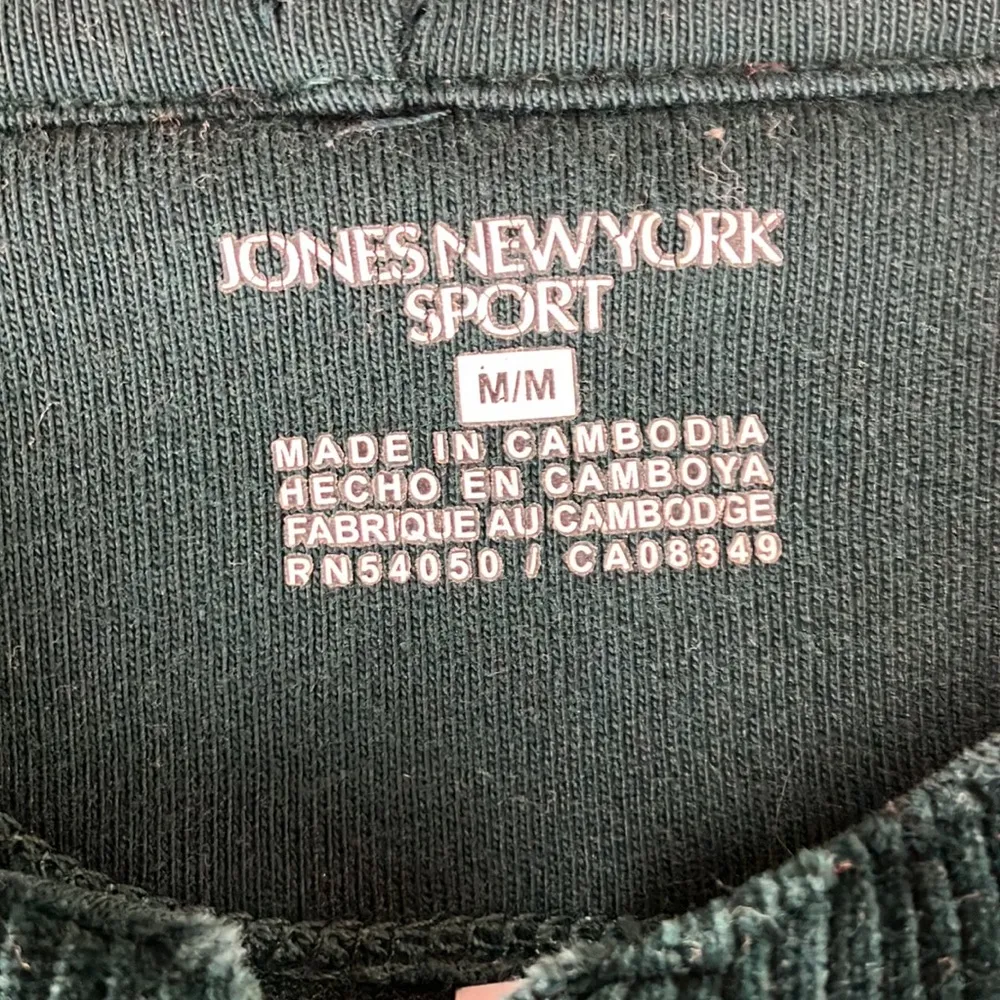 JONES NEW YORK
SPORT
M/M
MADE IN CAMBODIA
HECHO EN CAMBOYA
FABRIQUE AU CAMBODGE
RN54050 / CA08349